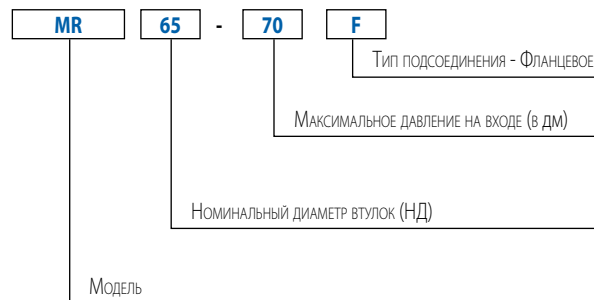 MR 65 - 70 F
Тип подсоединения - Фланцевое
Максимальное давление на входе (в дм)
Номинальный диаметр втулок (НД)
Модель